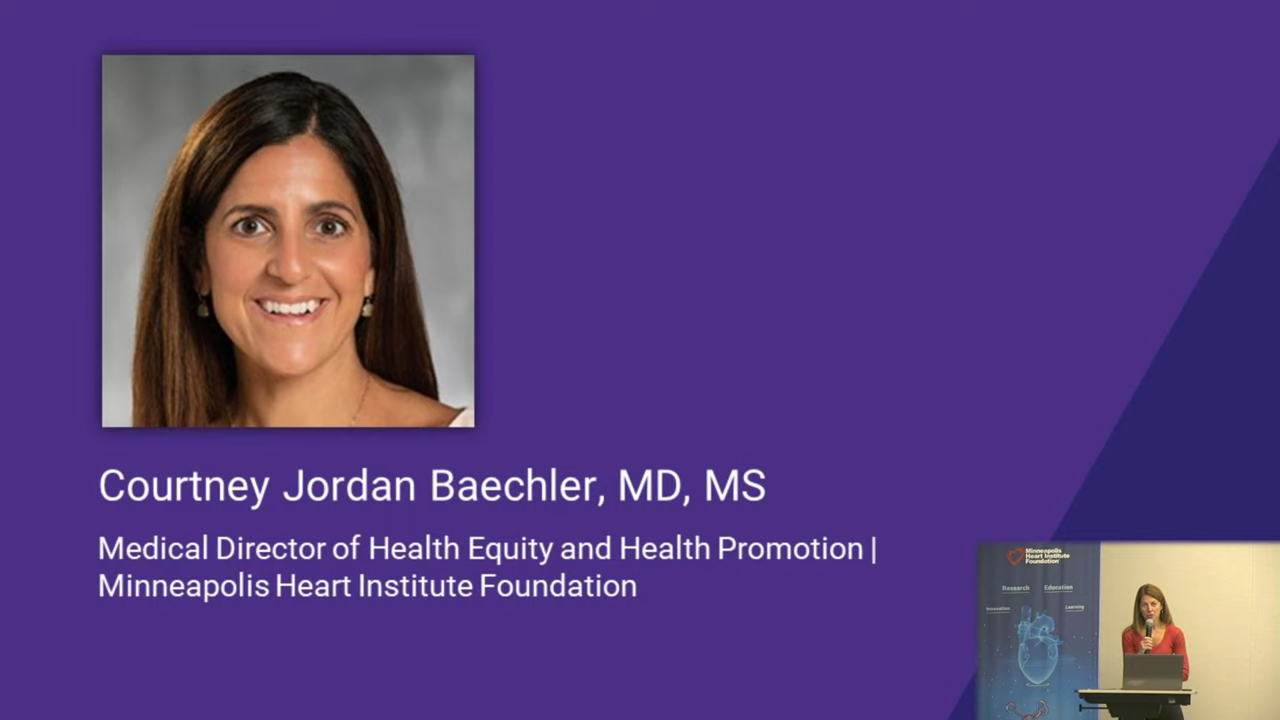 Courtney Jordan Baechler, MD, MS
Medical Director of Health Equity and Health Promotion |
Minneapolis Heart Institute Foundation
Minneapolis
Heart Institute
Foundation
Research Education
Innovation Learning